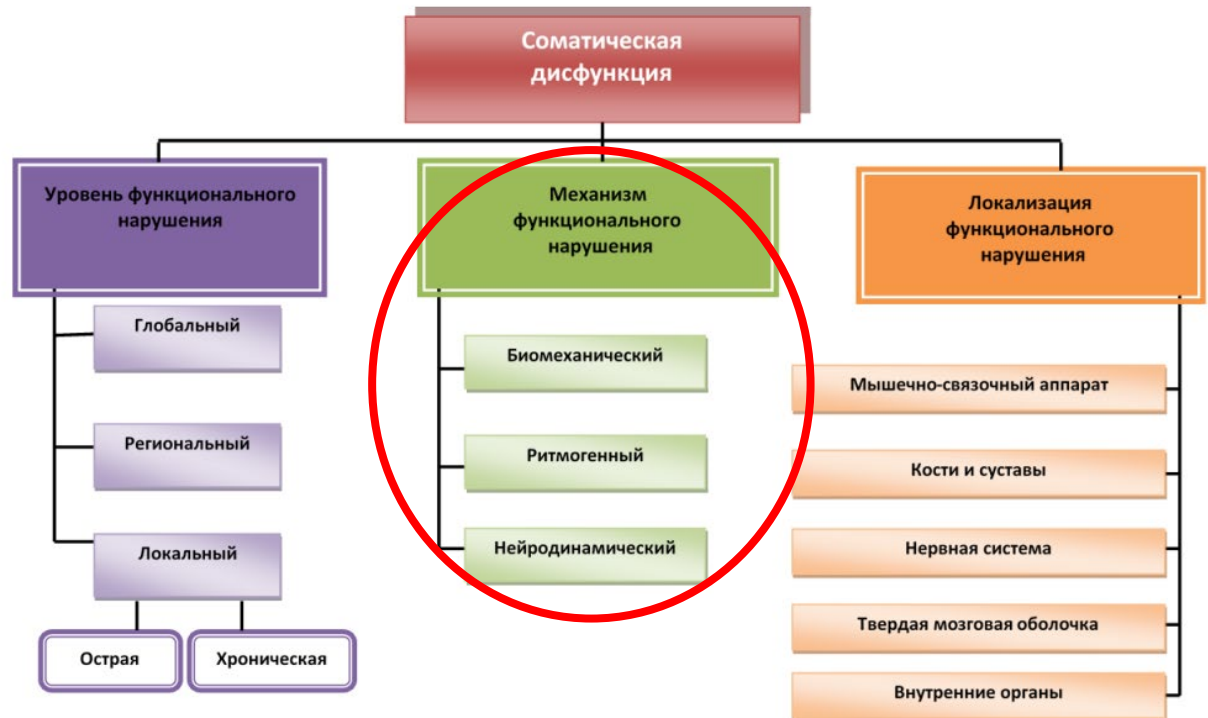 Соматическая
дисфункция
Уровень функционального
нарушения
Глобальный
Региональный
Локальный
Острая
Хроническая
Механизм
функционального
нарушения
Биомеханический
Ритмогенный
Нейродинамический
Локализация
функционального
нарушения
Мышечно-связочный аппарат
Кости и суставы
Нервная система
Твердая мозговая оболочка
Внутренние органы